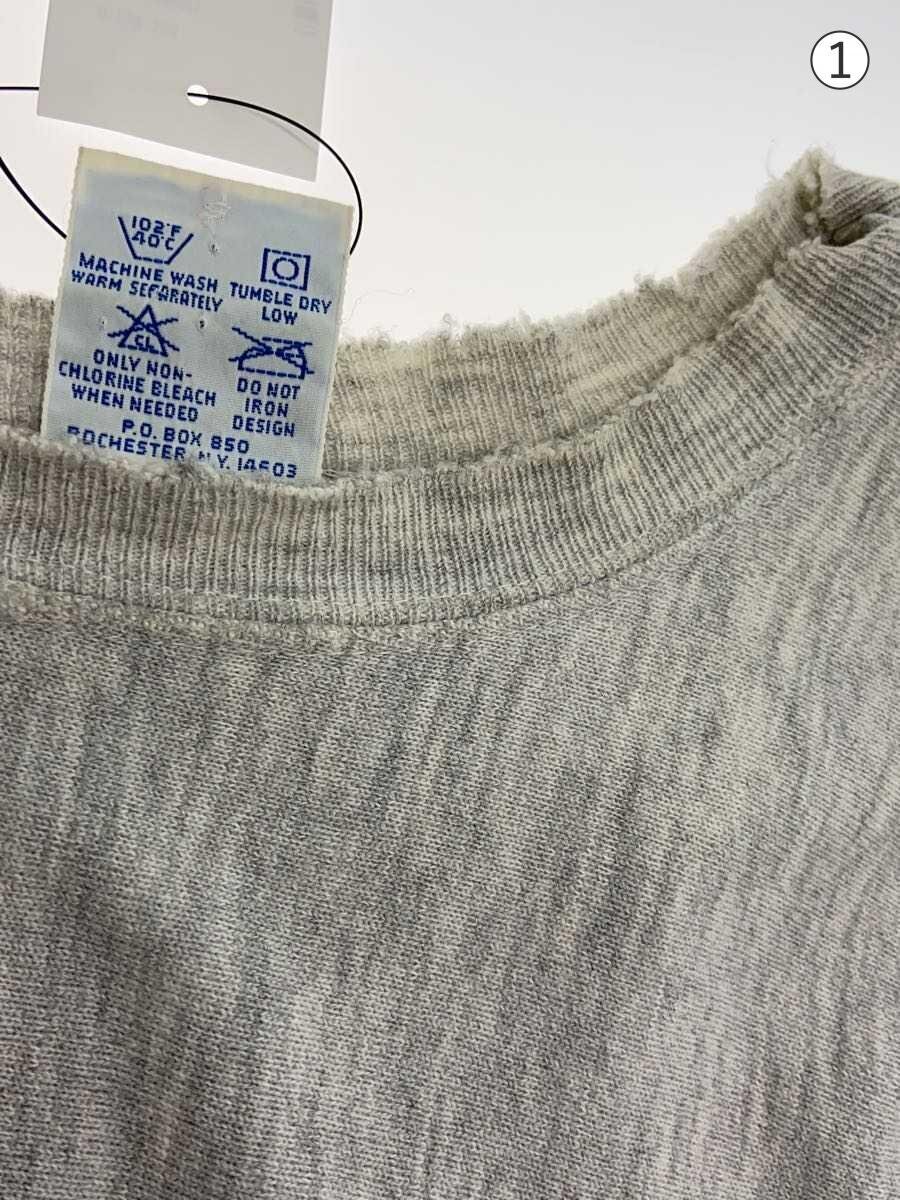 ①
102°F
40°C
MACHINE WASH
WARM SEPARATELY
TUMBLE DRY
LOW
CL
ONLY NON-
CHLORINE BLEACH
WHEN NEEDED
DO NOT
IRON
DESIGN
P.O. BOX 850
ROCHESTER, N.Y. 14603